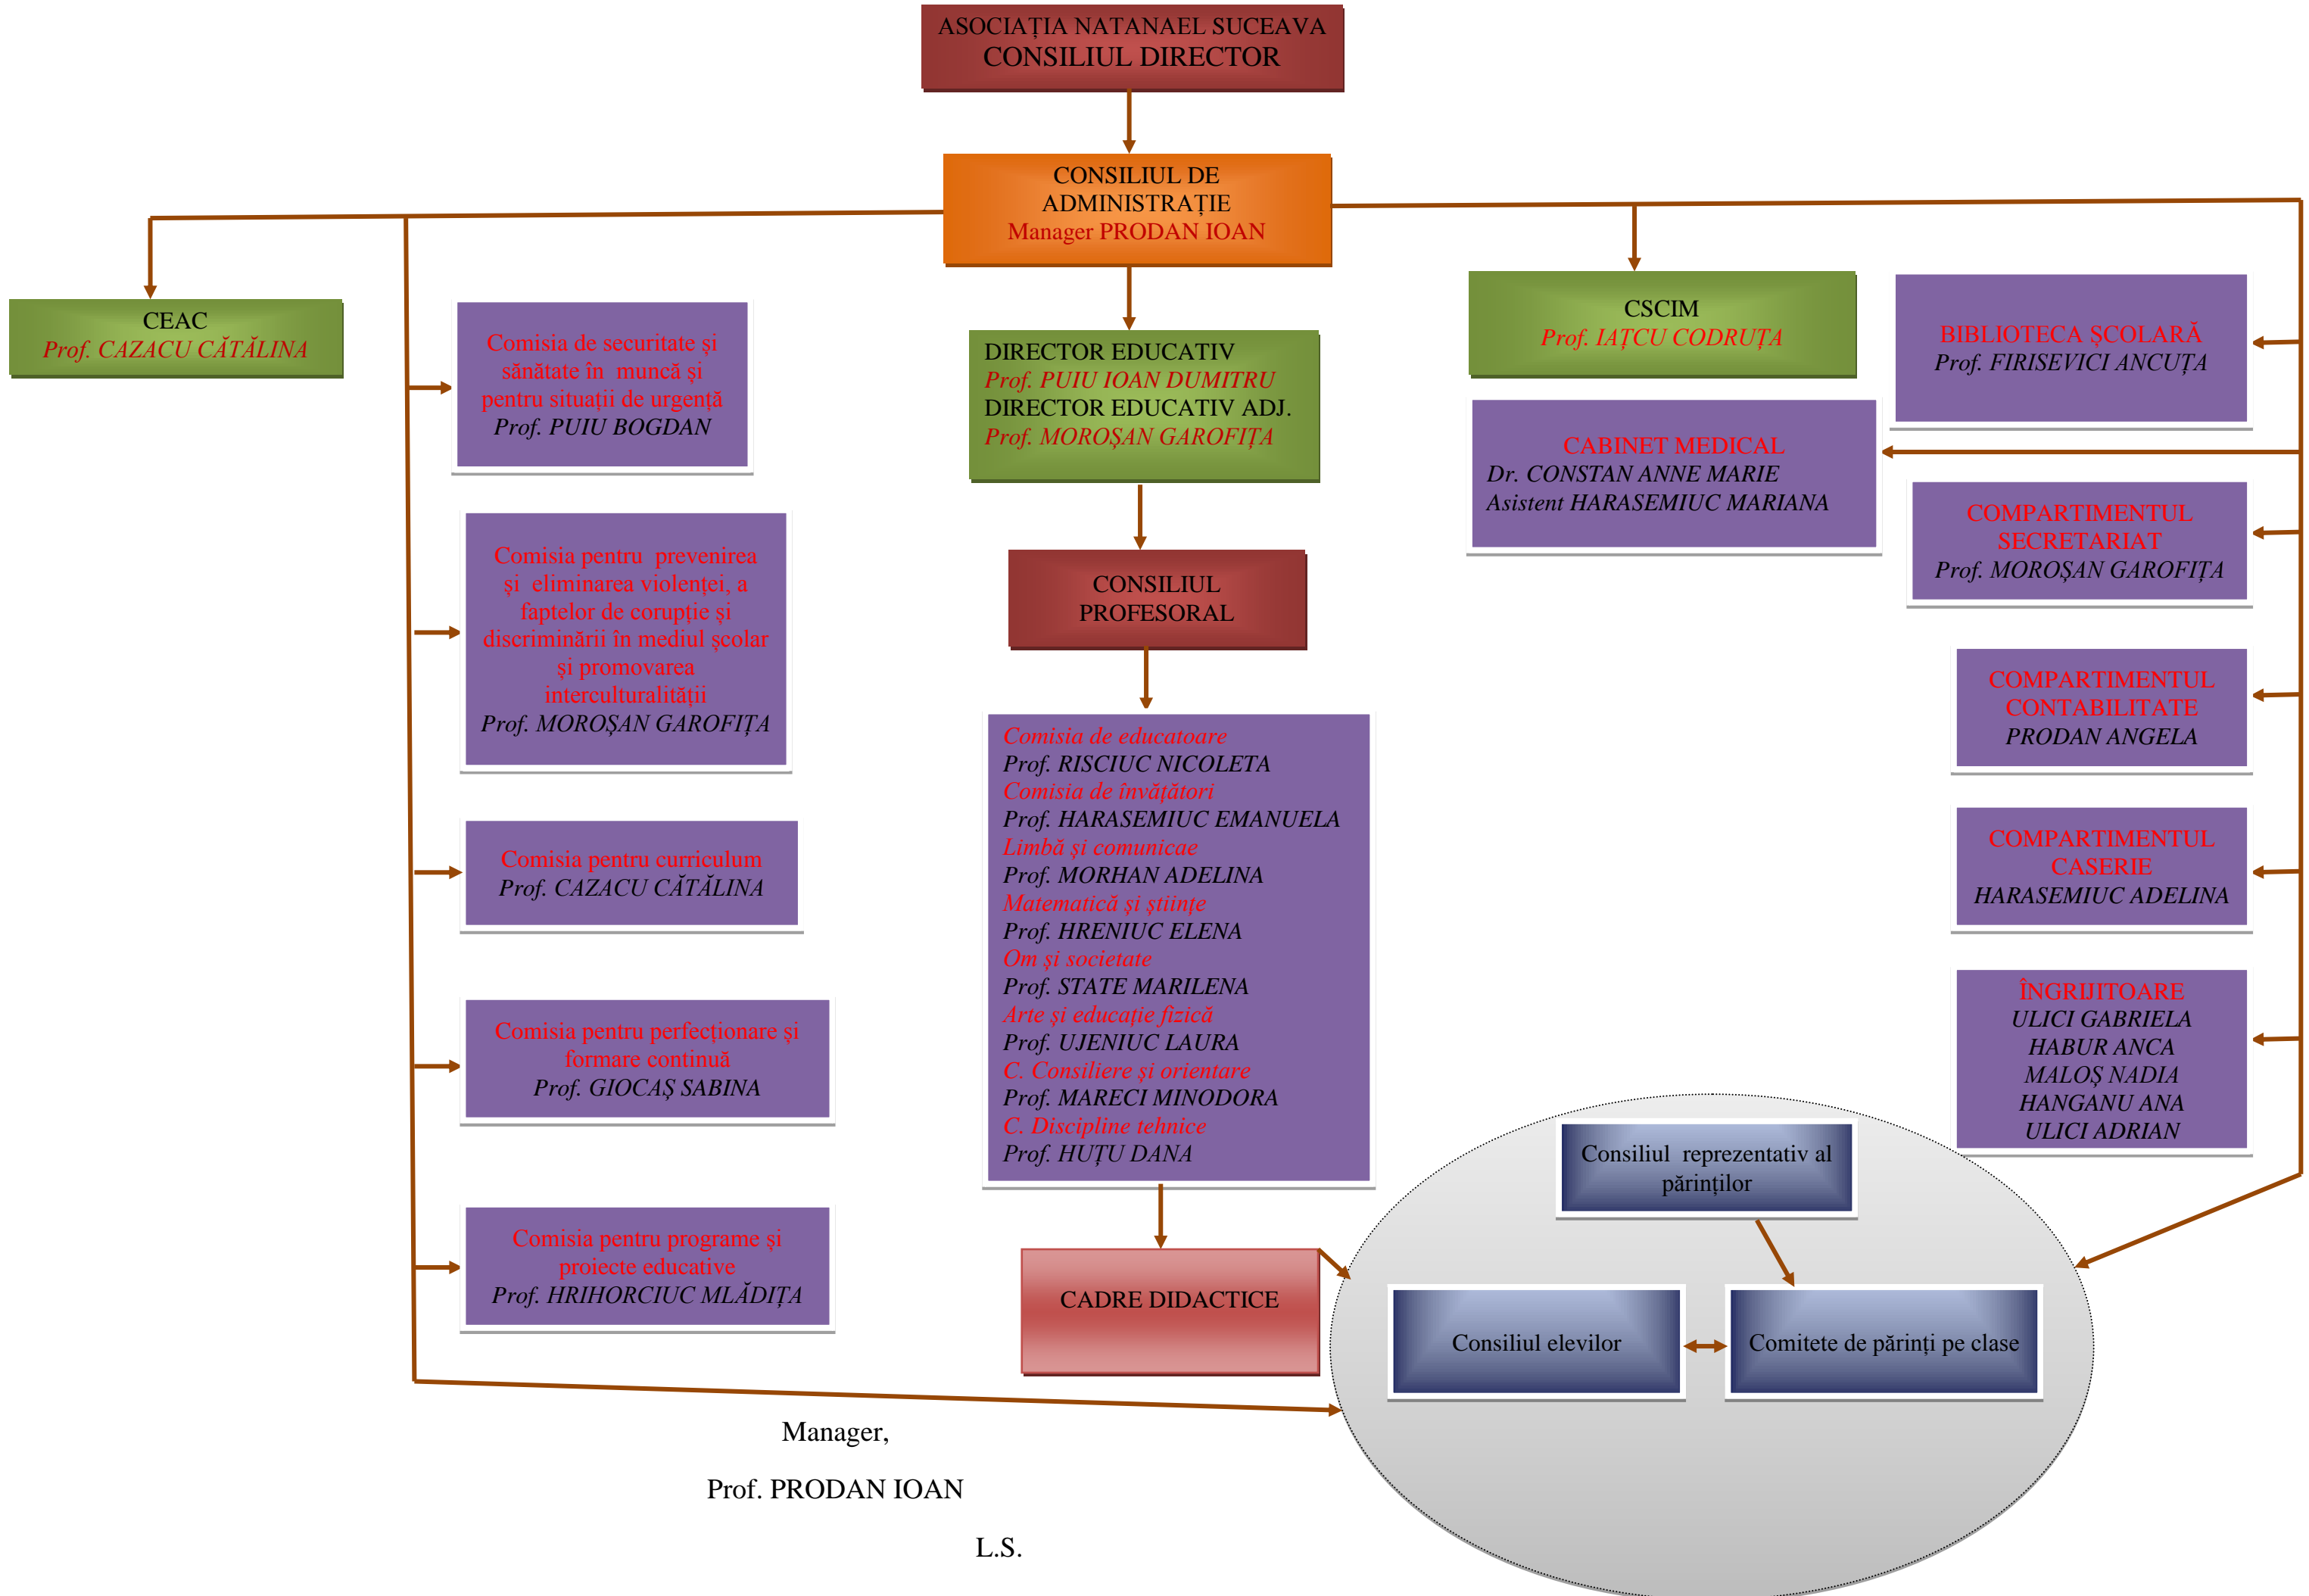 ASOCIAȚIA NATANAEL SUCEAVA
CONSILIUL DIRECTOR
CONSILIUL DE
ADMINISTRAȚIE
Manager PRODAN IOAN
CEAC
Prof. CAZACU CĂTĂLINA
Comisia de securitate și
sănătate în muncă și
pentru situații de urgență
Prof. PUIU BOGDAN
Comisia pentru prevenirea
și eliminarea violenței, a
faptelor de corupție și
discriminării în mediul școlar
și promovarea
interculturalității
Prof. MOROȘAN GAROFIȚA
Comisia pentru curriculum
Prof. CAZACU CĂTĂLINA
Comisia pentru perfecționare și
formare continuă
Prof. GIOCAȘ SABINA
Comisia pentru programe și
proiecte educative
Prof. HRIHORCIUC MLĂDIȚA
DIRECTOR EDUCATIV
Prof. PUIU IOAN DUMITRU
DIRECTOR EDUCATIV ADJ.
Prof. MOROȘAN GAROFIȚA
CONSILIUL
PROFESORAL
Comisia de educatoare
Prof. RISCIUC NICOLETA
Comisia de învățători
Prof. HARASEMIUC EMANUELA
Limbă și comunicae
Prof. MORHAN ADELINA
Matematică și științe
Prof. HRENIUC ELENA
Om și societate
Prof. STATE MARILENA
Arte și educație fizică
Prof. UJENIUC LAURA
C. Consiliere și orientare
Prof. MARECI MINODORA
C. Discipline tehnice
Prof. HUȚU DANA
CADRE DIDACTICE
CSCIM
Prof. IAȚCU CODRUȚA
CABINET MEDICAL
Dr. CONSTAN ANNE MARIE
Asistent HARASEMIUC MARIANA
BIBLIOTECA ȘCOLARĂ
Prof. FIRISEVICI ANCUȚA
COMPARTIMENTUL
SECRETARIAT
Prof. MOROȘAN GAROFIȚA
COMPARTIMENTUL
CONTABILITATE
PRODAN ANGELA
COMPARTIMENTUL
CASERIE
HARASEMIUC ADELINA
ÎNGRIJITOARE
ULICI GABRIELA
HABUR ANCA
MALOȘ NADIA
HANGANU ANA
ULICI ADRIAN
Consiliul reprezentativ al
părinților
Consiliul elevilor
Comitete de părinți pe clase
Manager,
Prof. PRODAN IOAN
L.S.